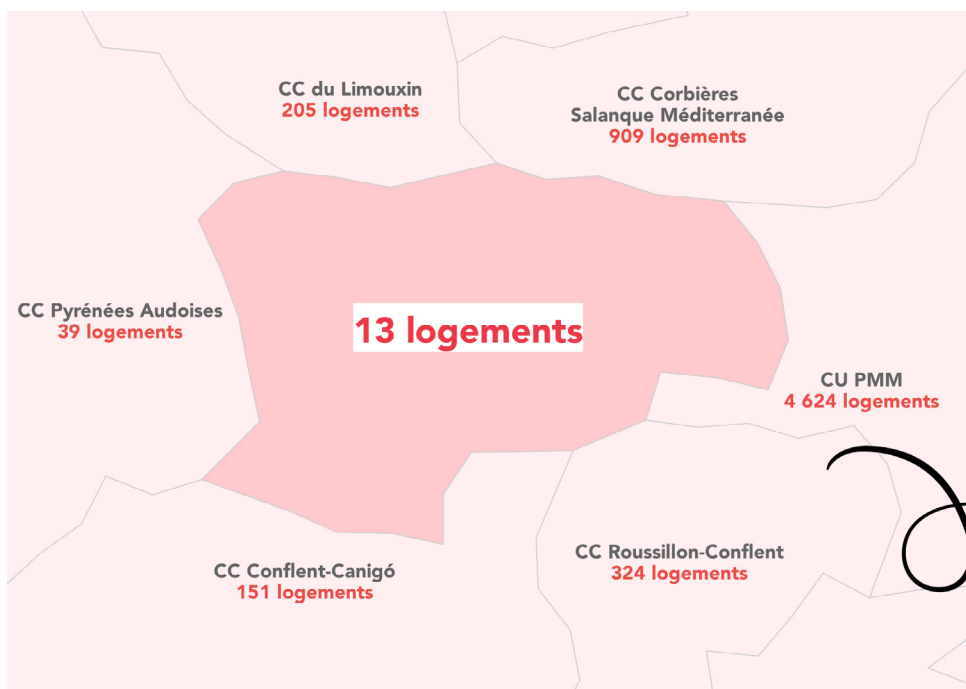 CC du Limouxin
205 logements
CC Corbières
Salanque Méditerranée
909 logements
CC Pyrénées Audoises
39 logements
13 logements
CU PMM
4 624 logements
CC Conflent-Canigó
151 logements
CC Roussillon-Conflent
324 logements